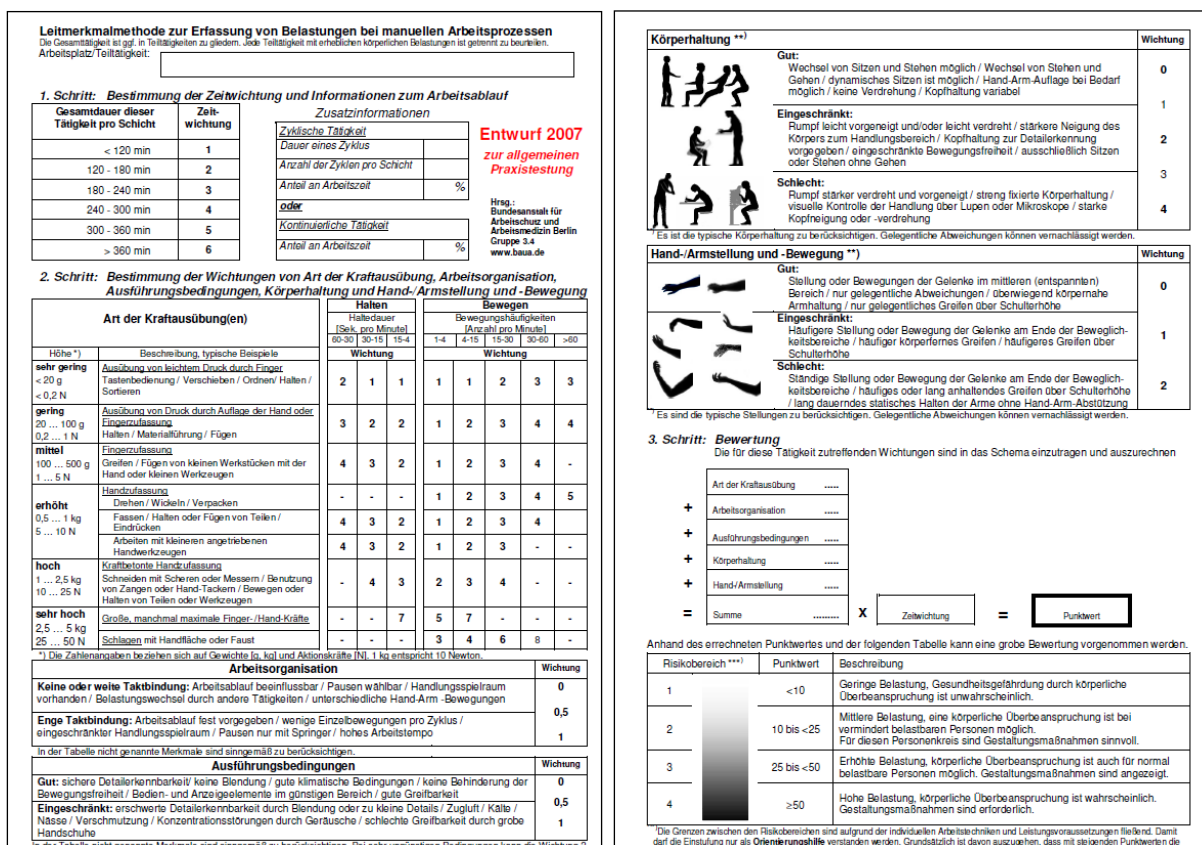 Leitmerkmalmethode zur Erfassung von Belastungen bei manuellen Arbeitsprozessen
Die Gesamttätigkeit ist ggf. in Teiltätigkeiten zu gliedern. Jede Teiltätigkeit mit erheblichen körperlichen Belastungen ist getrennt zu beurteilen.
Arbeitsplatz/Teiltätigkeit:
1. Schritt: Bestimmung der Zeitwichtung und Informationen zum Arbeitsablauf
Gesamtdauer dieser Tätigkeit pro Schicht Zeit-wichtung
< 120 min 1
120 - 180 min 2
180 - 240 min 3
240 - 300 min 4
300 - 360 min 5
> 360 min 6
Zusatzinformationen
Zyklische Tätigkeit
Dauer eines Zyklus
Anzahl der Zyklen pro Schicht
Anteil an Arbeitszeit %
oder
Kontinuierliche Tätigkeit
Anteil an Arbeitszeit %
Entwurf 2007
zur allgemeinen
Praxistestung
Hrsg.:
Bundesanstalt für
Arbeitschutz und
Arbeitsmedizin Berlin
Gruppe 3.4
www.baua.de
2. Schritt: Bestimmung der Wichtungen von Art der Kraftausübung, Arbeitsorganisation,
Ausführungsbedingungen, Körperhaltung und Hand-/Armstellung und -Bewegung
Art der Kraftausübung(en)
Halten
Haltedauer
[Sek. pro Minute]
60-30 30-15 15-4
Bewegen
Bewegungshäufigkeiten
[Anzahl pro Minute]
1-4 4-15 15-30 30-60 >60
Höhe *) Beschreibung, typische Beispiele Wichtung Wichtung
sehr gering
< 20 g
< 0,2 N
Ausübung von leichtem Druck durch Finger
Tastenbedienung / Verschieben / Ordnen/ Halten /
Sortieren
2 1 1 1 1 2 3 3
gering
20 … 100 g
0,2 … 1 N
Ausübung von Druck durch Auflage der Hand oder
Fingerzufassung
Halten / Materialführung / Fügen
3 2 2 1 2 3 4 4
mittel
100 … 500 g
1 … 5 N
Fingerzufassung
Greifen / Fügen von kleinen Werkstücken mit der
Hand oder kleinen Werkzeugen
4 3 2 1 2 3 4 -
erhöht
0,5 … 1 kg
5 … 10 N
Handzufassung
Drehen / Wickeln / Verpacken
- - - 1 2 3 4 5
Fassen / Halten oder Fügen von Teilen /
Eindrücken
4 3 2 1 2 3 4
Arbeiten mit kleineren angetriebenen
Handwerkzeugen
4 3 2 1 2 3 - -
hoch
1 … 2,5 kg
10 … 25 N
Kraftbetonte Handzufassung
Schneiden mit Scheren oder Messern / Benutzung
von Zangen oder Hand-Tackern / Bewegen oder
Halten von Teilen oder Werkzeugen
- 4 3 2 3 4 - -
sehr hoch
2,5 … 5 kg
25 … 50 N
Große, manchmal maximale Finger-/Hand-Kräfte
- - 7 5 7
Schlagen mit Handfläche oder Faust
- - - 3 4 6 8 -
*) Die Zahlenangaben beziehen sich auf Gewichte [g, kg] und Aktionskräfte [N]. 1 kg entspricht 10 Newton.
Arbeitsorganisation Wichtung
Keine oder weite Taktbindung: Arbeitsablauf beeinflussbar / Pausen wählbar / Handlungsspielraum
vorhanden / Belastungswechsel durch andere Tätigkeiten / unterschiedliche Hand-Arm -Bewegungen
0
0,5
Enge Taktbindung: Arbeitsablauf fest vorgegeben / wenige Einzelbewegungen pro Zyklus /
eingeschränkter Handlungsspielraum / Pausen nur mit Springer / hohes Arbeitstempo
1
In der Tabelle nicht genannte Merkmale sind sinngemäß zu berücksichtigen.
Ausführungsbedingungen Wichtung
Gut: sichere Detailerkennbarkeit/ keine Blendung / gute klimatische Bedingungen / keine Behinderung der
Bewegungsfreiheit / Bedien- und Anzeigeelemente im günstigen Bereich / gute Greifbarkeit
0
0,5
Eingeschränkt: erschwerte Detailerkennbarkeit durch Blendung oder zu kleine Details / Zugluft / Kälte /
Nässe / Verschmutzung / Konzentrationsstörungen durch Geräusche / schlechte Greifbarkeit durch grobe
Handschuhe
1
Körperhaltung **) Wichtung
Gut:
Wechsel von Sitzen und Stehen möglich / Wechsel von Stehen und
Gehen / dynamisches Sitzen ist möglich / Hand-Arm-Auflage bei Bedarf
möglich / keine Verdrehung / Kopfhaltung variabel
0
1
Eingeschränkt:
Rumpf leicht vorgeneigt und/oder leicht verdreht / stärkere Neigung des
Körpers zum Handlungsbereich / Kopfhaltung zur Detailerkennung
vorgegeben / eingeschränkte Bewegungsfreiheit / ausschließlich Sitzen
oder Stehen ohne Gehen
2
3
Schlecht:
Rumpf stärker verdreht und vorgeneigt / streng fixierte Körperhaltung /
visuelle Kontrolle der Handlung über Lupen oder Mikroskope / starke
Kopfneigung oder -verdrehung
4
*) Es ist die typische Körperhaltung zu berücksichtigen. Gelegentliche Abweichungen können vernachlässigt werden.
Hand-/Armstellung und -Bewegung **) Wichtung
Gut:
Stellung oder Bewegungen der Gelenke im mittleren (entspannten)
Bereich / nur gelegentliche Abweichungen / überwiegend körpernahe
Armhaltung / nur gelegentliches Greifen über Schulterhöhe
0
Eingeschränkt:
Häufigere Stellung oder Bewegung der Gelenke am Ende der Beweglich-
keitsbereiche / häufiger körperfernes Greifen / häufigeres Greifen über
Schulterhöhe
1
Schlecht:
Ständige Stellung oder Bewegung der Gelenke am Ende der Beweglich-
keitsbereiche / häufiges oder lang anhaltendes Greifen über Schulterhöhe
/ lang dauerndes statisches Halten der Arme ohne Hand-Arm-Abstützung
2
*) Es sind die typische Stellungen zu berücksichtigen. Gelegentliche Abweichungen können vernachlässigt werden.
3. Schritt: Bewertung
Die für diese Tätigkeit zutreffenden Wichtungen sind in das Schema einzutragen und auszurechnen
Art der Kraftausübung .....
+ Arbeitsorganisation .....
+ Ausführungsbedingungen .....
+ Körperhaltung .....
+ Hand-/Armstellung .....
= Summe ......... X Zeitwichtung = Punktwert
Anhand des errechneten Punktwertes und der folgenden Tabelle kann eine grobe Bewertung vorgenommen werden.
Risikobereich ***) Punktwert Beschreibung
1 <10 Geringe Belastung, Gesundheitsgefährdung durch körperliche
Überbeanspruchung ist unwahrscheinlich.
2 10 bis <25 Mittlere Belastung, eine körperliche Überbeanspruchung ist bei
vermindert belastbaren Personen möglich.
Für diesen Personenkreis sind Gestaltungsmaßnahmen sinnvoll.
3 25 bis <50 Erhöhte Belastung, körperliche Überbeanspruchung ist auch für normal
belastbare Personen möglich. Gestaltungsmaßnahmen sind angezeigt.
4 ≥50 Hohe Belastung, körperliche Überbeanspruchung ist wahrscheinlich.
Gestaltungsmaßnahmen sind erforderlich.
Die Grenzen zwischen den Risikobereichen sind aufgrund der individuellen Arbeitstechniken und Leistungsvoraussetzungen fließend. Damit
darf die Einstufung nur als Orientierungshilfe verstanden werden. Grundsätzlich ist davon auszugehen, dass mit steigenden Punktwerten die